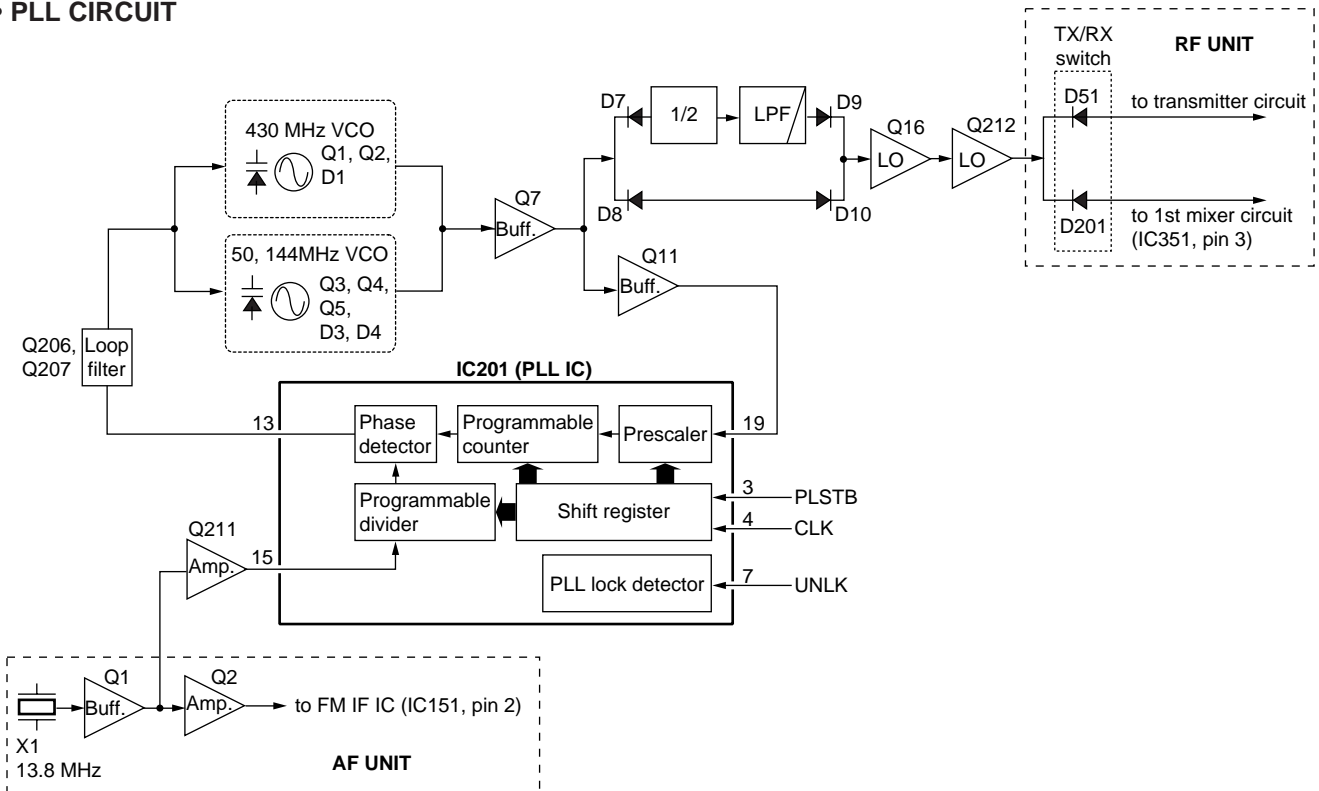 • PLL CIRCUIT
RF UNIT
TX/RX
switch
D51
to transmitter circuit
D201
to 1st mixer circuit
(IC351, pin 3)
430 MHz VCO
Q1, Q2,
D1
50, 144MHz VCO
Q3, Q4,
Q5,
D3, D4
Q7
Buff.
D7
1/2
LPF
D9
D8
D10
Q16
LO
Q212
LO
Q11
Buff.
Q206,
Q207
Loop
filter
IC201 (PLL IC)
13
Phase
detector
Programmable
counter
Prescaler
19
Programmable
divider
Shift register
3
PLSTB
4
CLK
PLL lock detector
7
UNLK
Q211
Amp.
15
Q1
Buff.
Q2
Amp.
to FM IF IC (IC151, pin 2)
X1
13.8 MHz
AF UNIT